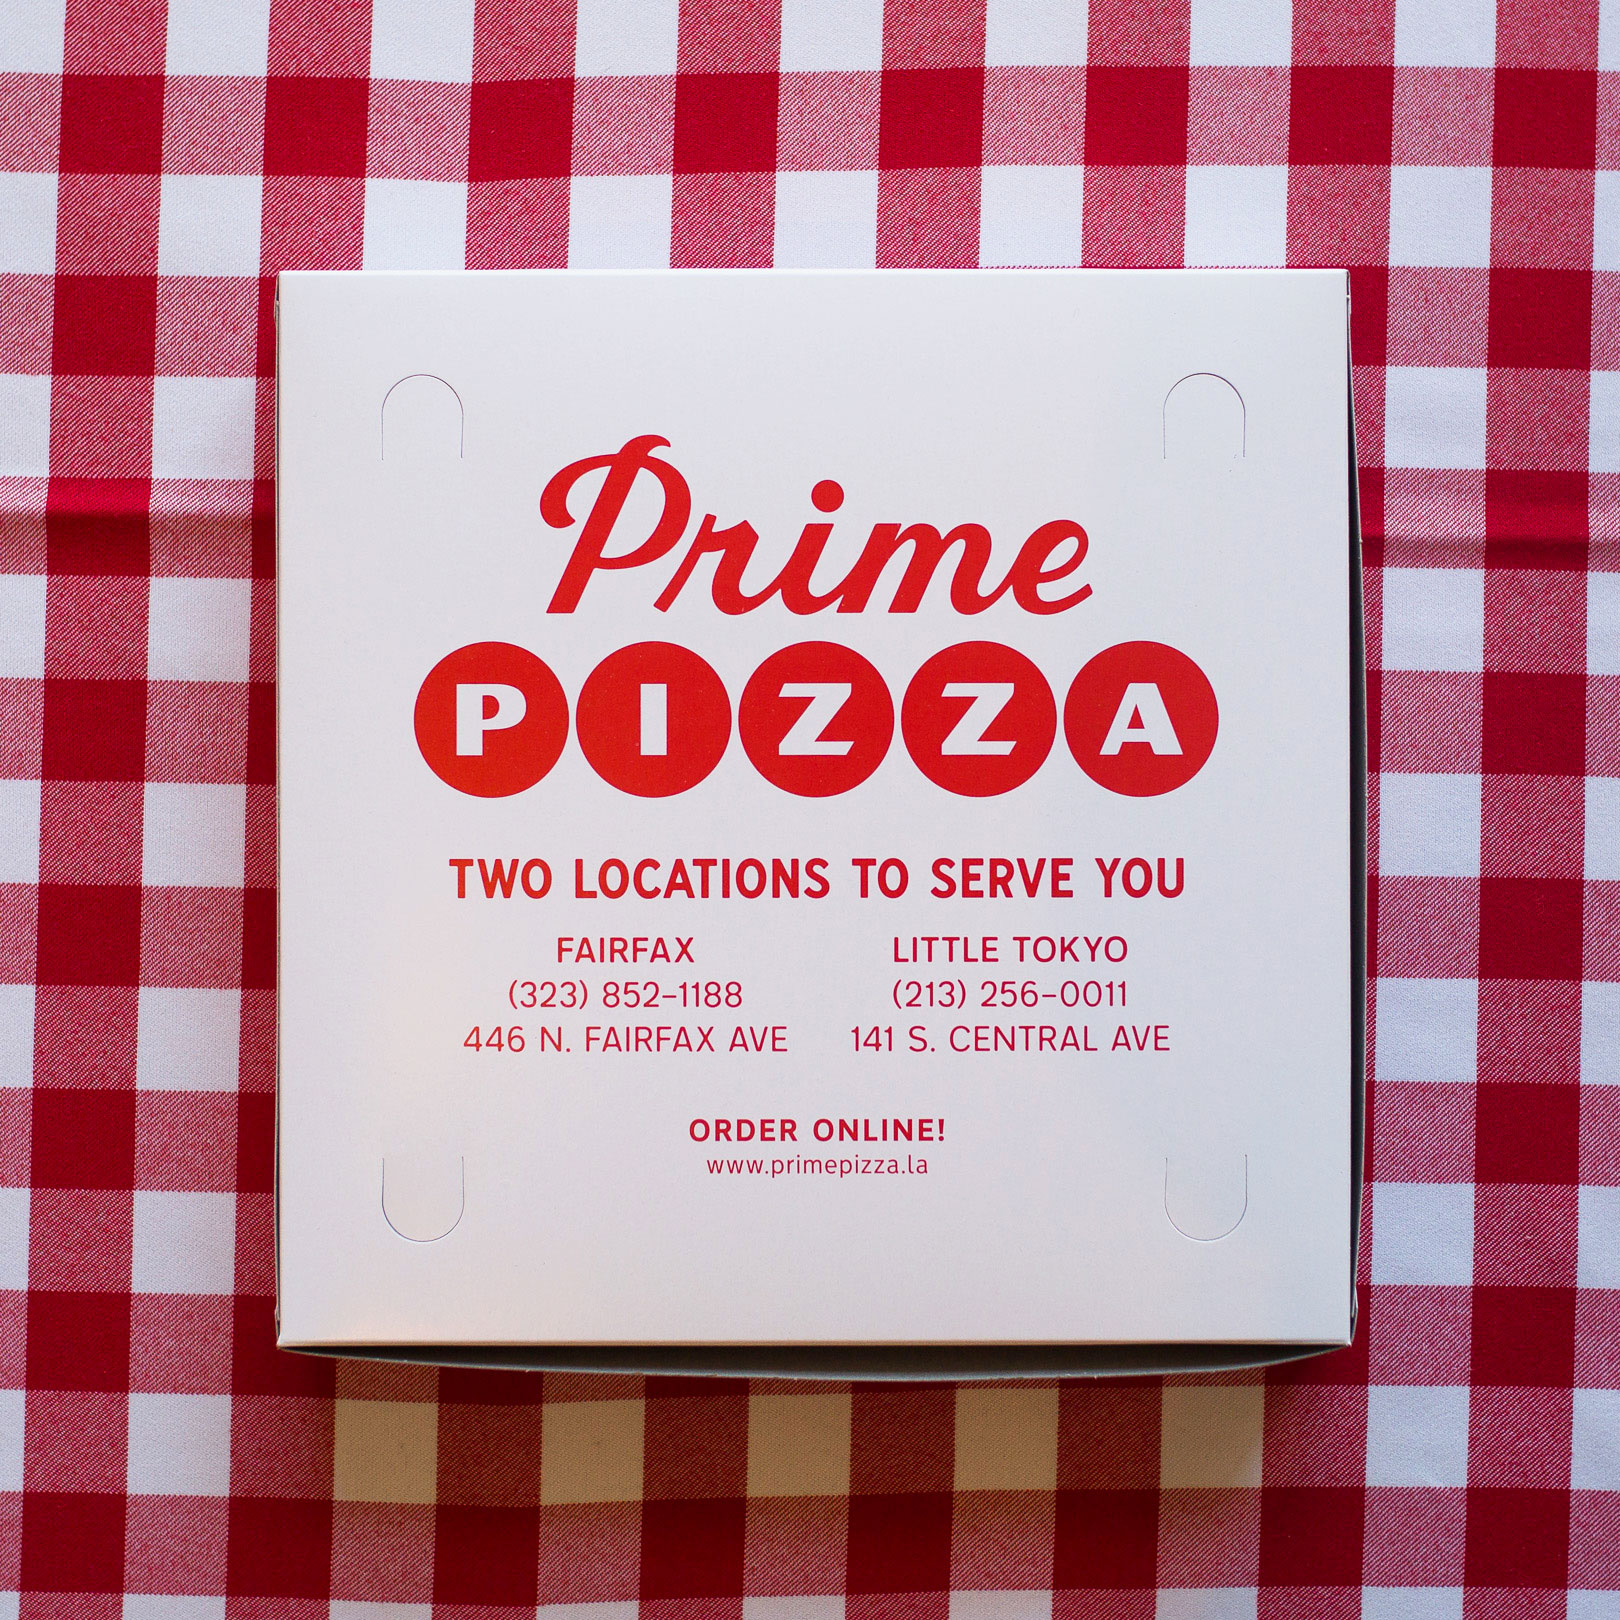 Prime
PIZZA
TWO LOCATIONS TO SERVE YOU
FAIRFAX
(323) 852-1188
446 N. FAIRFAX AVE
LITTLE TOKYO
(213) 256-0011
141 S. CENTRAL AVE
ORDER ONLINE!
www.primepizza.la